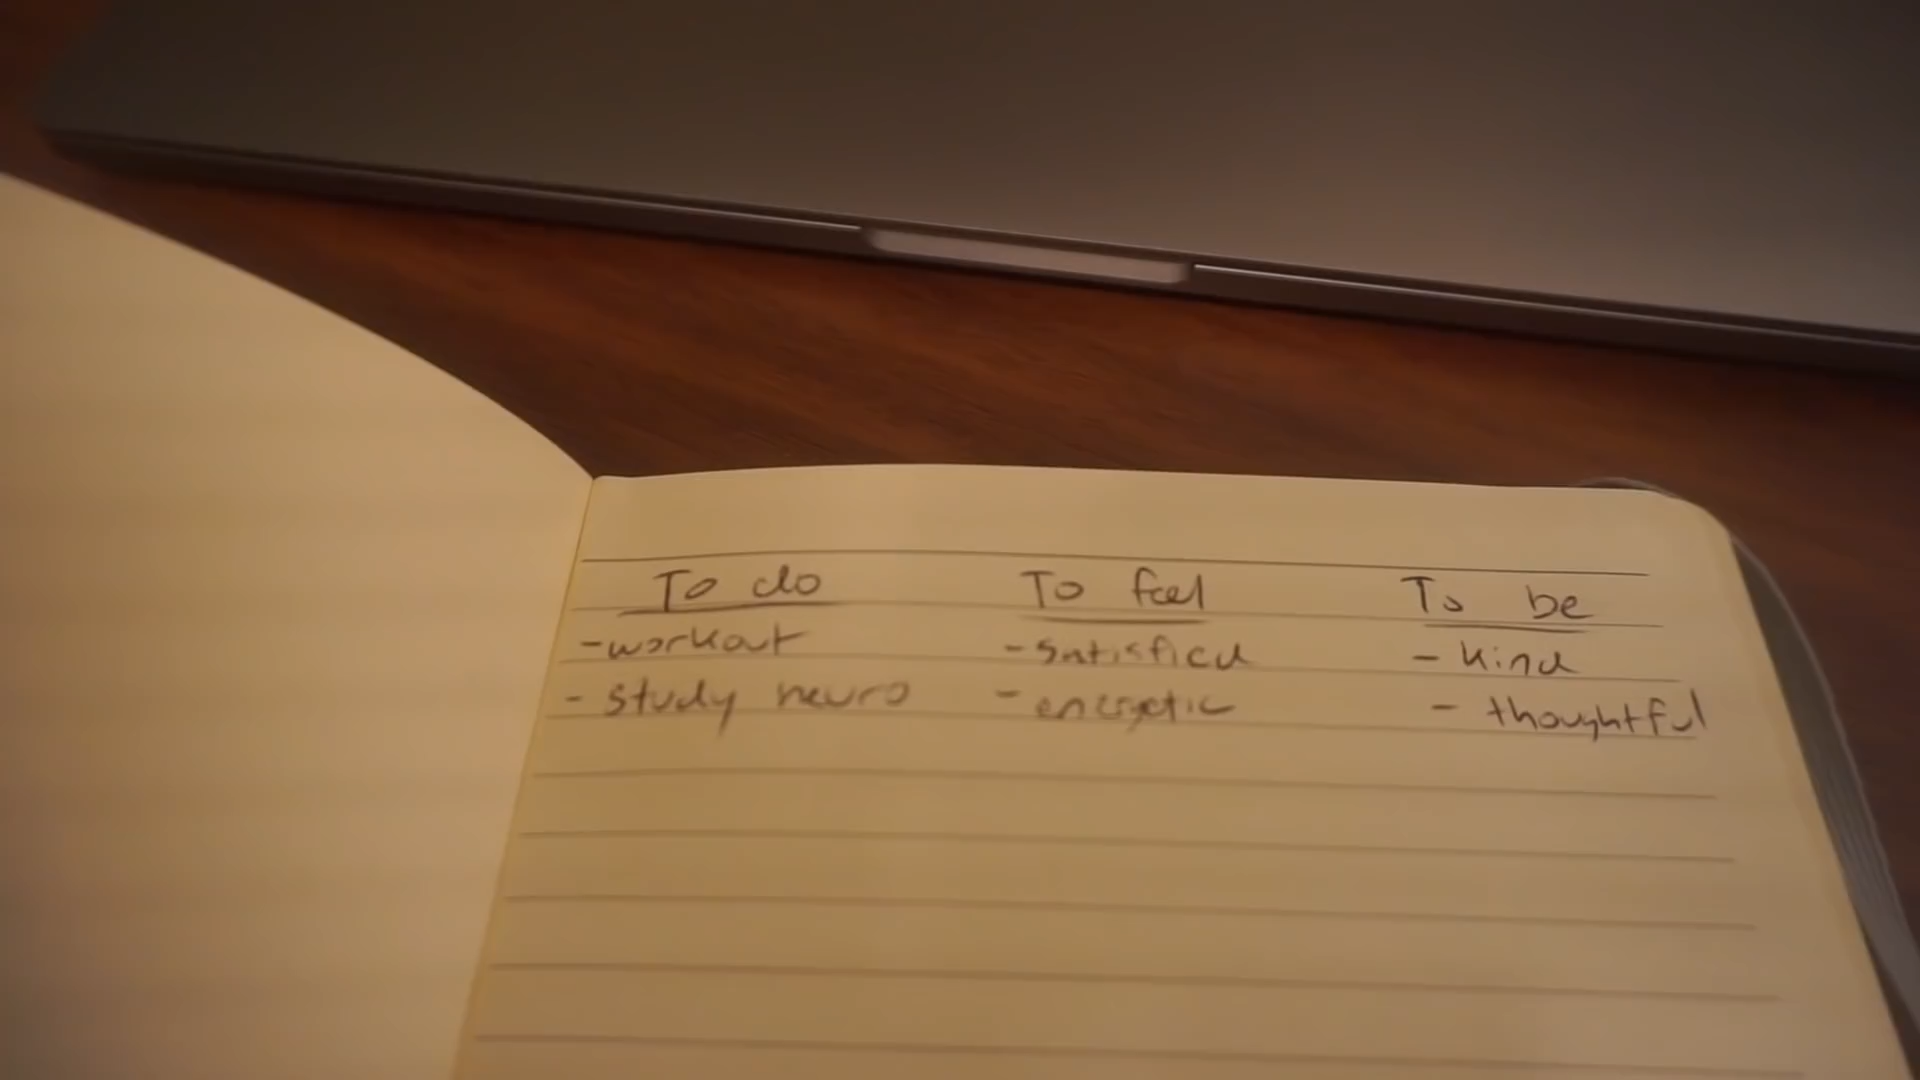 To do To feel To be
- workout - satisfied - kind
- study neuro - energetic - thoughtful